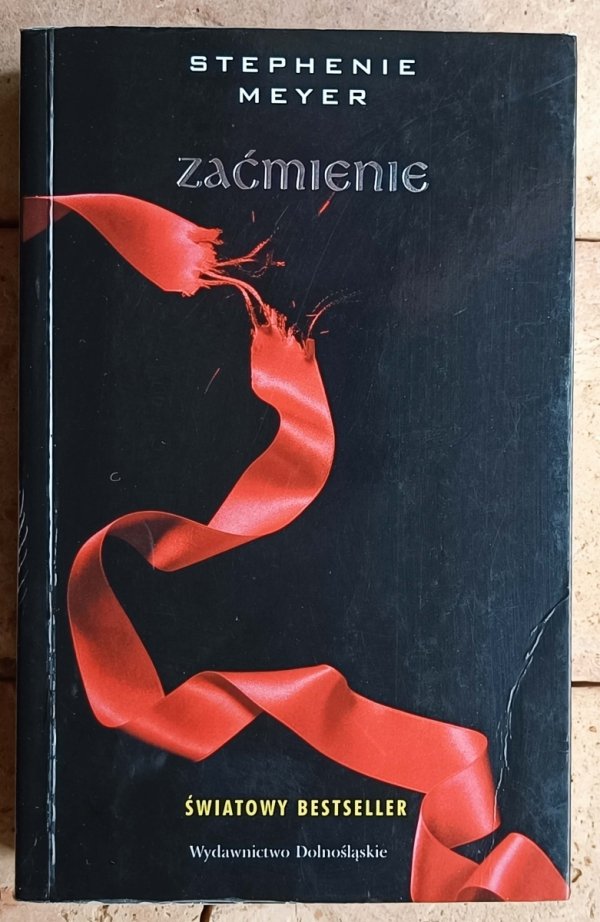 STEPHENIE
MEYER
Zaćmienie
ŚWIATOWY BESTSELLER
Wydawnictwo Dolnośląskie